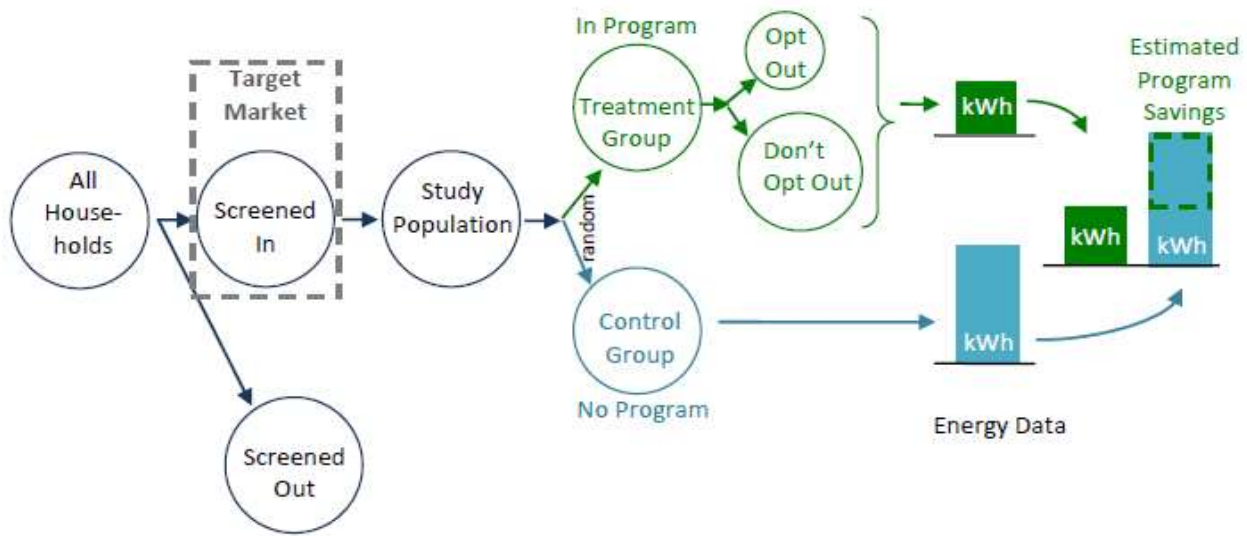 All
House-
holds
Target
Market
Screened
In
Screened
Out
Study
Population
random
In Program
Treatment
Group
Opt
Out
Don't
Opt Out
Control
Group
No Program
kWh
kWh
Energy Data
Estimated
Program
Savings
kWh
kWh